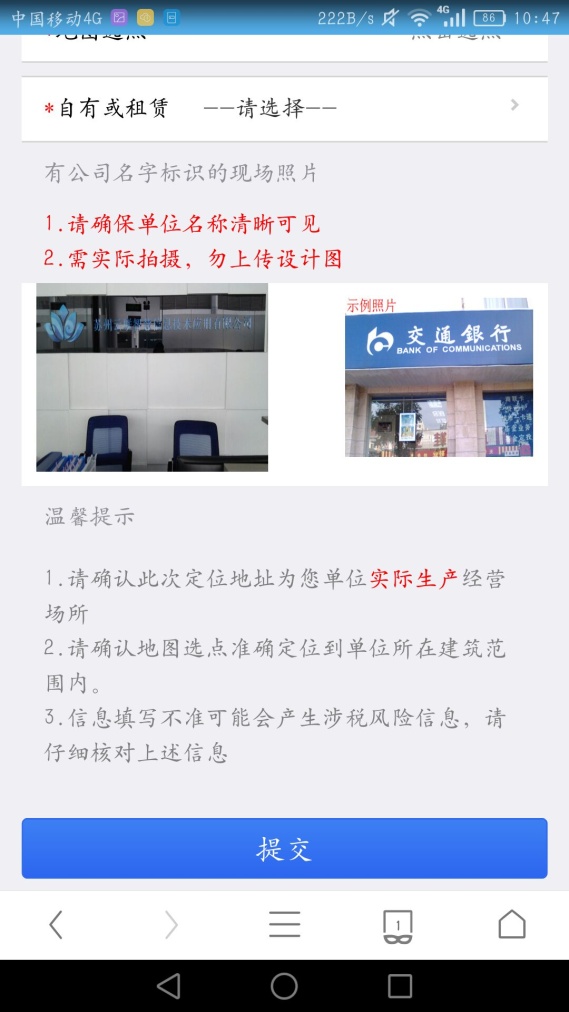 中国移动4G 222B/s 4G 86 10:47
*自有或租赁 --请选择--
有公司名字标识的现场照片
1.请确保单位名称清晰可见
2.需实际拍摄，勿上传设计图
示例照片
交通銀行
BANK OF COMMUNICATIONS
温馨提示
1.请确认此次定位地址为您单位实际生产经营
场所
2.请确认地图选点准确定位到单位所在建筑范
围内。
3.信息填写不准可能会产生涉税风险信息，请
仔细核对上述信息
提交
1